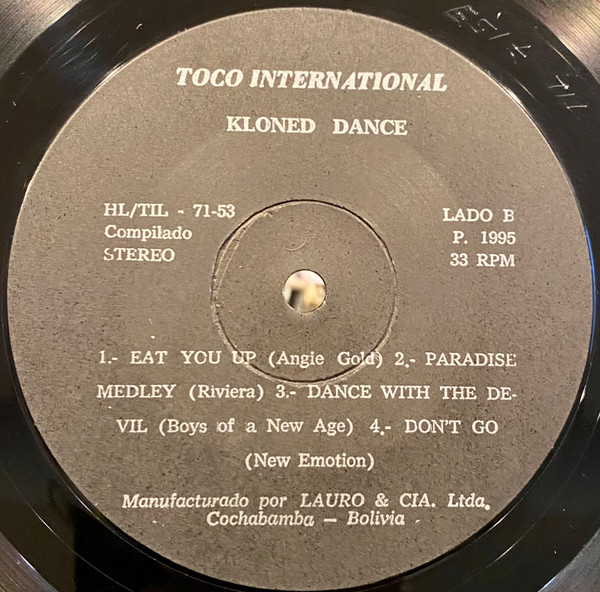 TOCO INTERNATIONAL
KLONED DANCE
HL/TIL - 71-53
Compilado
STEREO
LADO B
P. 1995
33 RPM
1.- EAT YOU UP (Angie Gold) 2.- PARADISE
MEDLEY (Riviera) 3.- DANCE WITH THE DE-
VIL (Boys of a New Age) 4.- DON'T GO
(New Emotion)
Manufacturado por LAURO & CIA. Ltda.
Cochabamba — Bolivia -